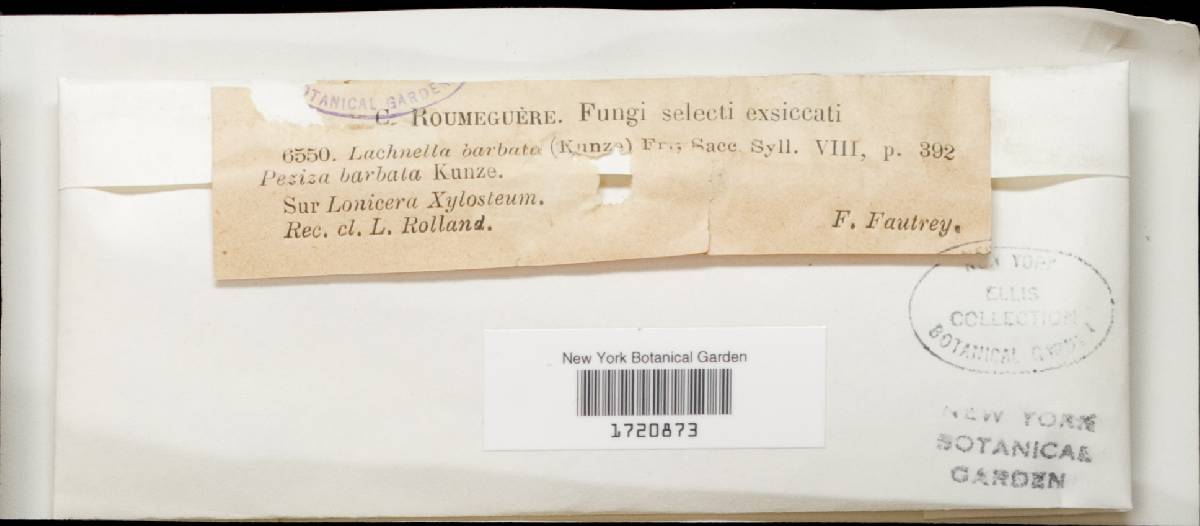 TANICAL GARDE
C. ROUMEGUÈRE. Fungi selecti exsiccati
6550. Lachnella barbata (Kunze) Fr.; Sacc. Syll. VIII, p. 392
Peziza barbata Kunze.
Sur Lonicera Xylosteum.
Rec. cl. L. Rolland.
F. Fautrey.
NEW YORK
ELLIS
COLLECTION
BOTANICAL GARDEN
New York Botanical Garden
1720873
NEW YORK
BOTANICAL
GARDEN